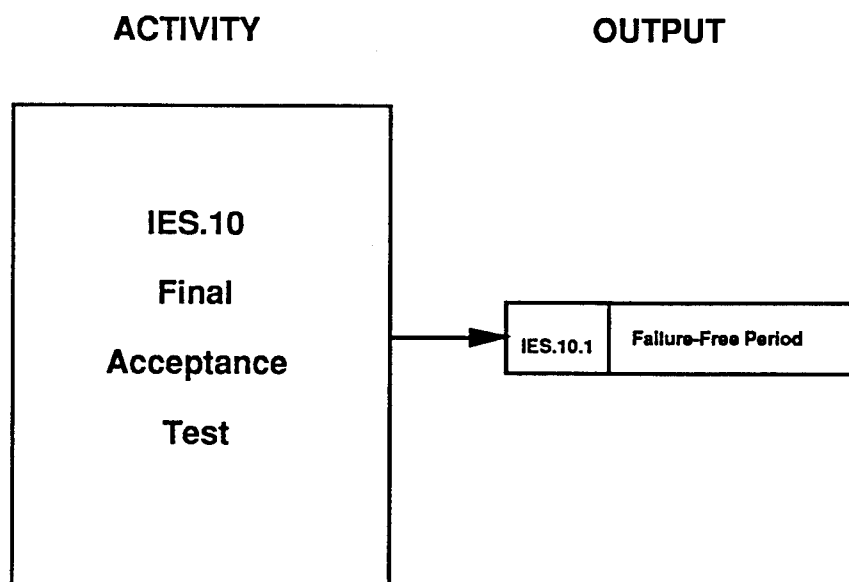 ACTIVITY
OUTPUT
IES.10
Final
Acceptance
Test
IES.10.1
Failure-Free Period